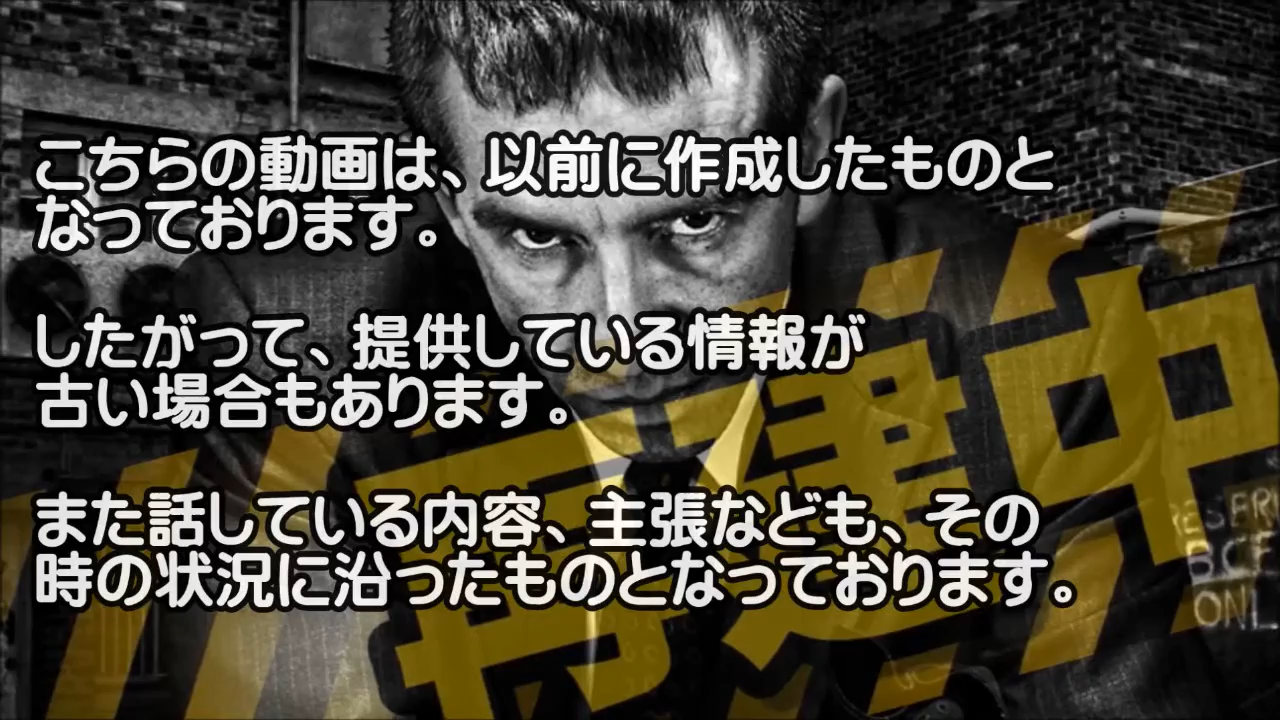 こちらの動画は、以前に作成したものと
なっております。
したがって、提供している情報が
古い場合もあります。
また話している内容、主張なども、その
時の状況に沿ったものとなっております。
再建中
ONL